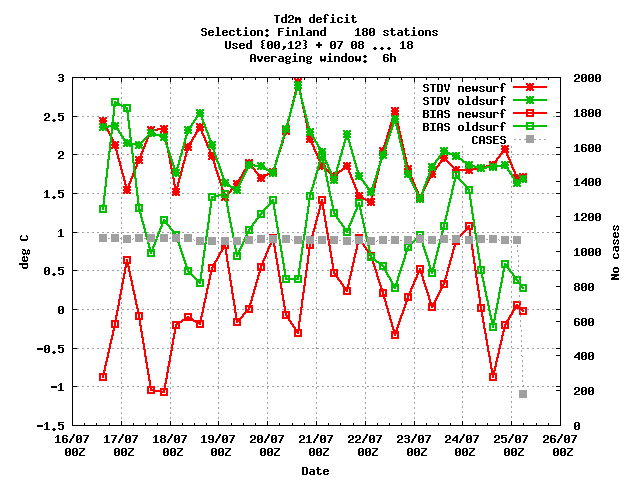 Td2m deficit
Selection: Finland 180 stations
Used {00,12} + 07 08 ... 18
Averaging window: 6h
STDV newsurf
STDV oldsurf
BIAS newsurf
BIAS oldsurf
CASES
deg C
3
2.5
2
1.5
1
0.5
0
-0.5
-1
-1.5
No cases
2000
1800
1600
1400
1200
1000
800
600
400
200
0
16/07 17/07 18/07 19/07 20/07 21/07 22/07 23/07 24/07 25/07 26/07
00Z 00Z 00Z 00Z 00Z 00Z 00Z 00Z 00Z 00Z 00Z
Date